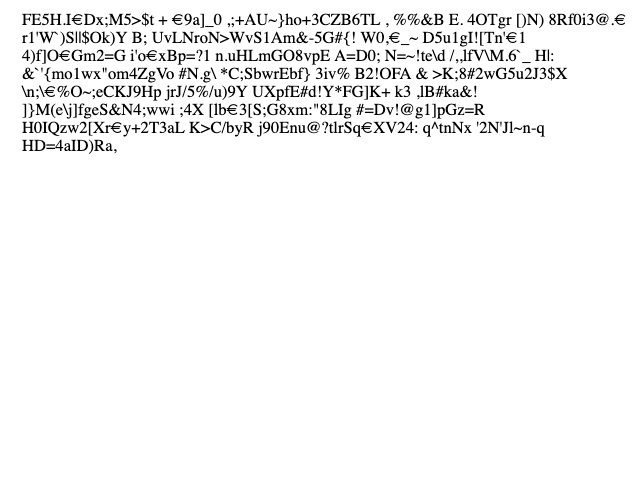 FE5H.I€Dx;M5>$t + €9a]_0 ,;+AU~}ho+3CZB6TL , %%&B E. 4OTgr [)N) 8Rf0i3@.€
r1'W`)S||$Ok)Y B; UvLNroN>WvS1Am&-5G#{! W0,€_~ D5u1gI![Tn'€1
4)f]O€Gm2=G i'o€xBp=?1 n.uHLmGO8vpE A=D0; N=~!te\d /,,lfV\M.6`_ H|:
&`'{mo1wx"om4ZgVo #N.g\ *C;SbwrEbf} 3iv% B2!OFA & >K;8#2wG5u2J3$X
\n;\€%O~;eCKJ9Hp jrJ/5%/u)9Y UXpfE#d!Y*FG]K+ k3 ,lB#ka&!
]}M(e\j]fgeS&N4;wwi ;4X [lb€3[S;G8xm:"8LIg #=Dv!@g1]pGz=R
H0IQzw2[Xr€y+2T3aL K>C/byR j90Enu@?tlrSq€XV24: q^tnNx '2N'Jl~n-q
HD=4aID)Ra,